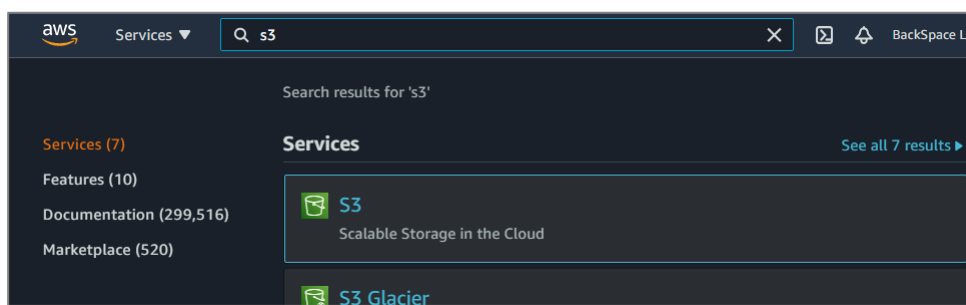 aws Services ▼ s3 BackSpace L
Search results for 's3'
Services (7)
Features (10)
Documentation (299,516)
Marketplace (520)
Services See all 7 results ▶
S3
Scalable Storage in the Cloud
S3 Glacier